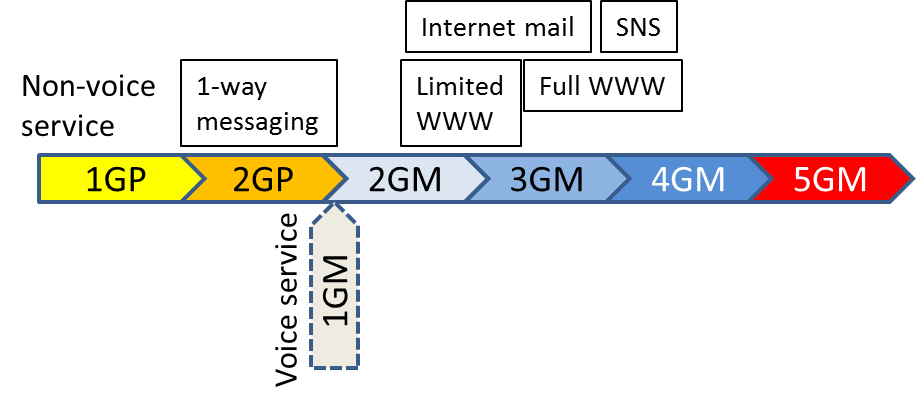 Internet mail
SNS
Non-voice
service
1-way
messaging
Limited
WWW
Full WWW
1GP
2GP
2GM
3GM
4GM
5GM
Voice service
1GM